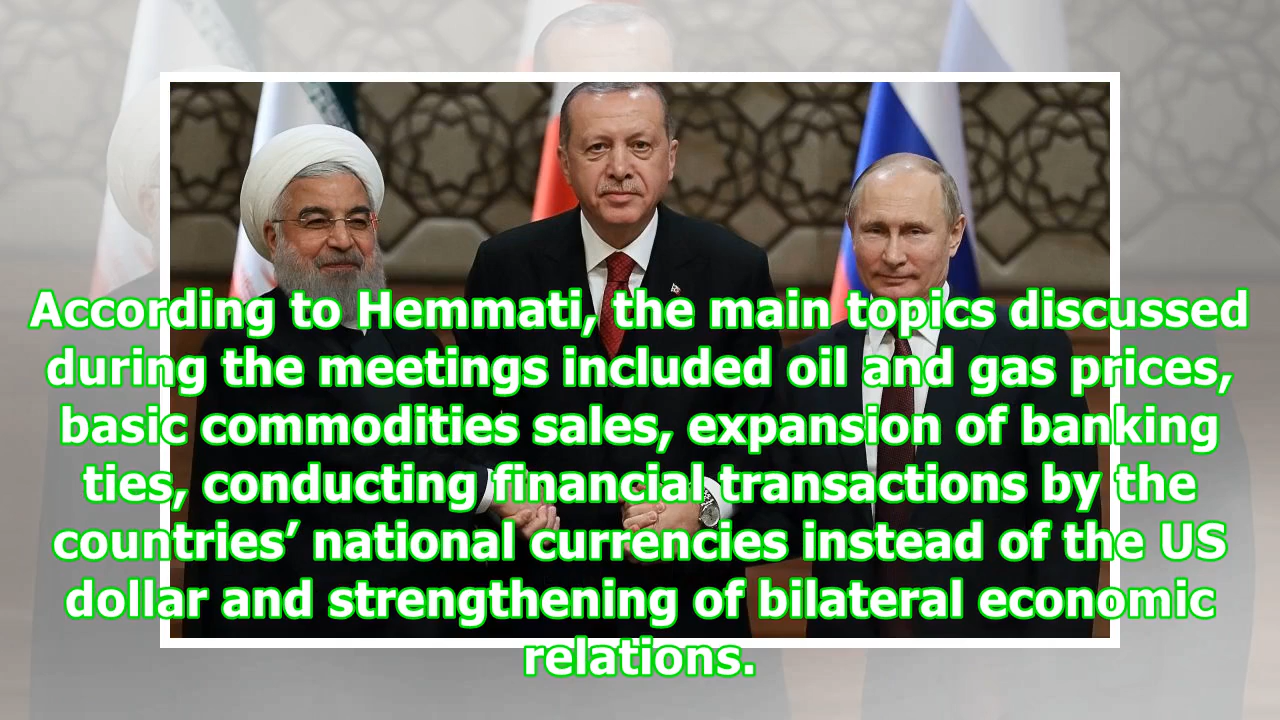 According to Hemmati, the main topics discussed
during the meetings included oil and gas prices,
basic commodities sales, expansion of banking
ties, conducting financial transactions by the
countries’ national currencies instead of the US
dollar and strengthening of bilateral economic
relations.